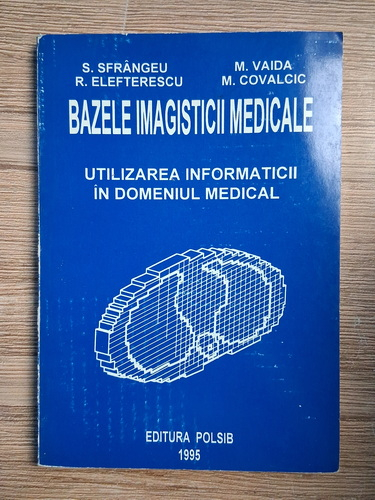 S. SFRÂNGEU M. VAIDA
R. ELEFTERESCU M. COVALCIC
BAZELE IMAGISTICII MEDICALE
UTILIZAREA INFORMATICII
ÎN DOMENIUL MEDICAL
EDITURA POLSIB
1995